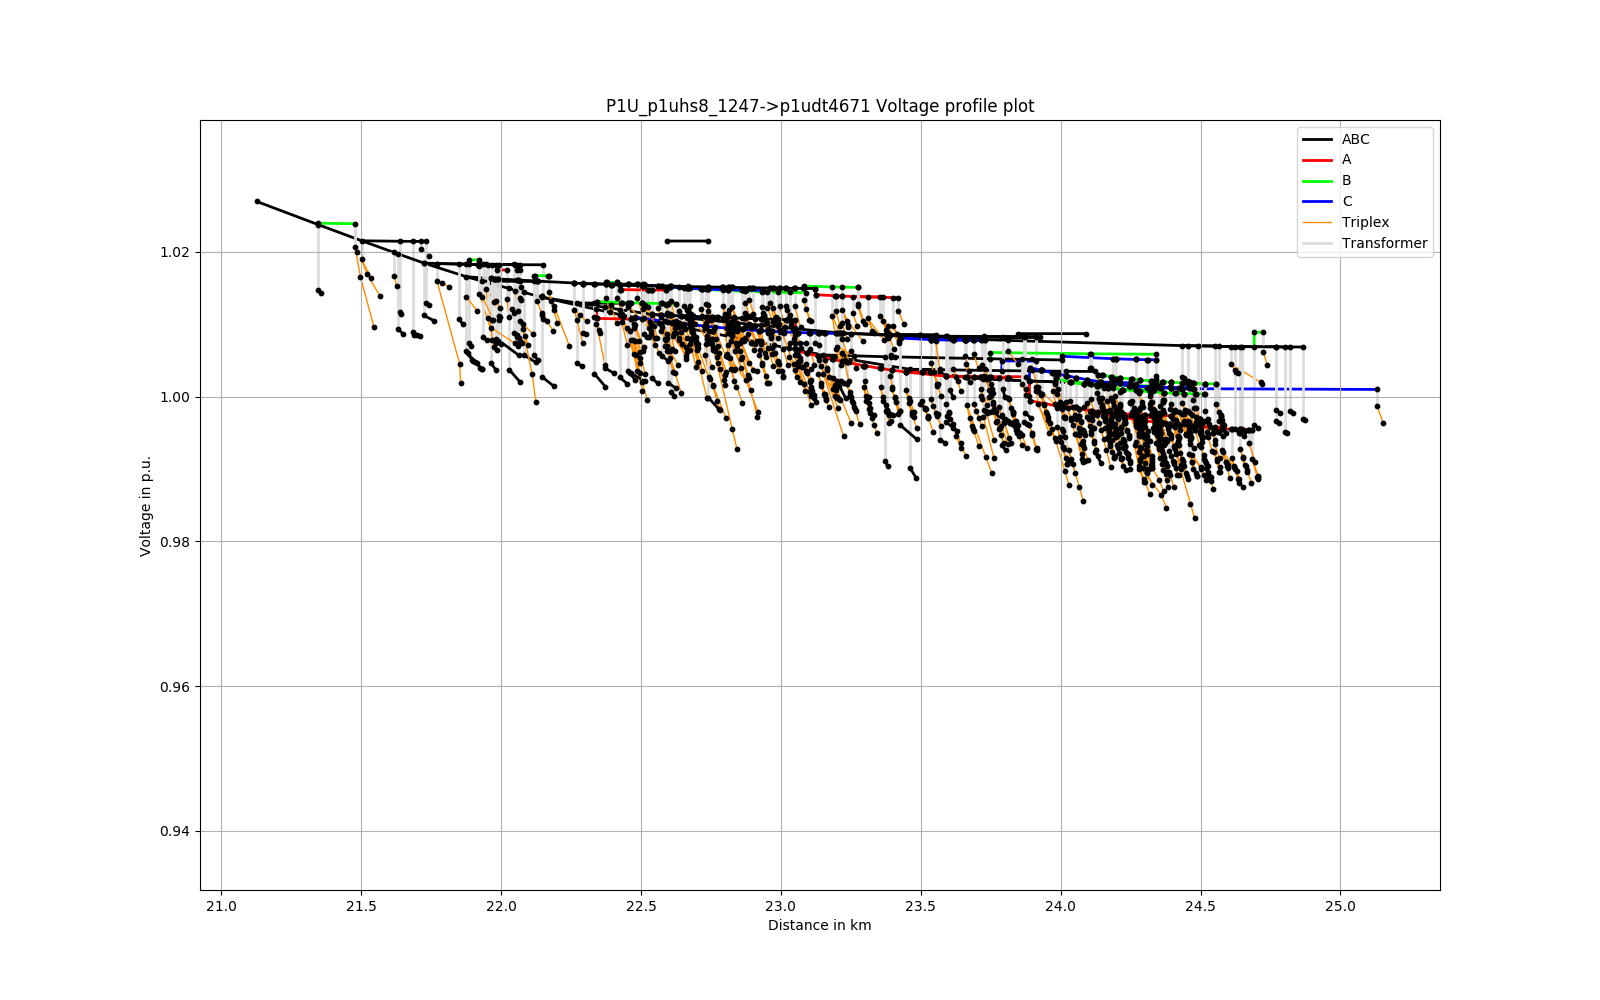 P1U_p1uhs8_1247->p1udt4671 Voltage profile plot
ABC
A
B
C
Triplex
Transformer
Voltage in p.u.
1.02
1.00
0.98
0.96
0.94
21.0 21.5 22.0 22.5 23.0 23.5 24.0 24.5 25.0
Distance in km